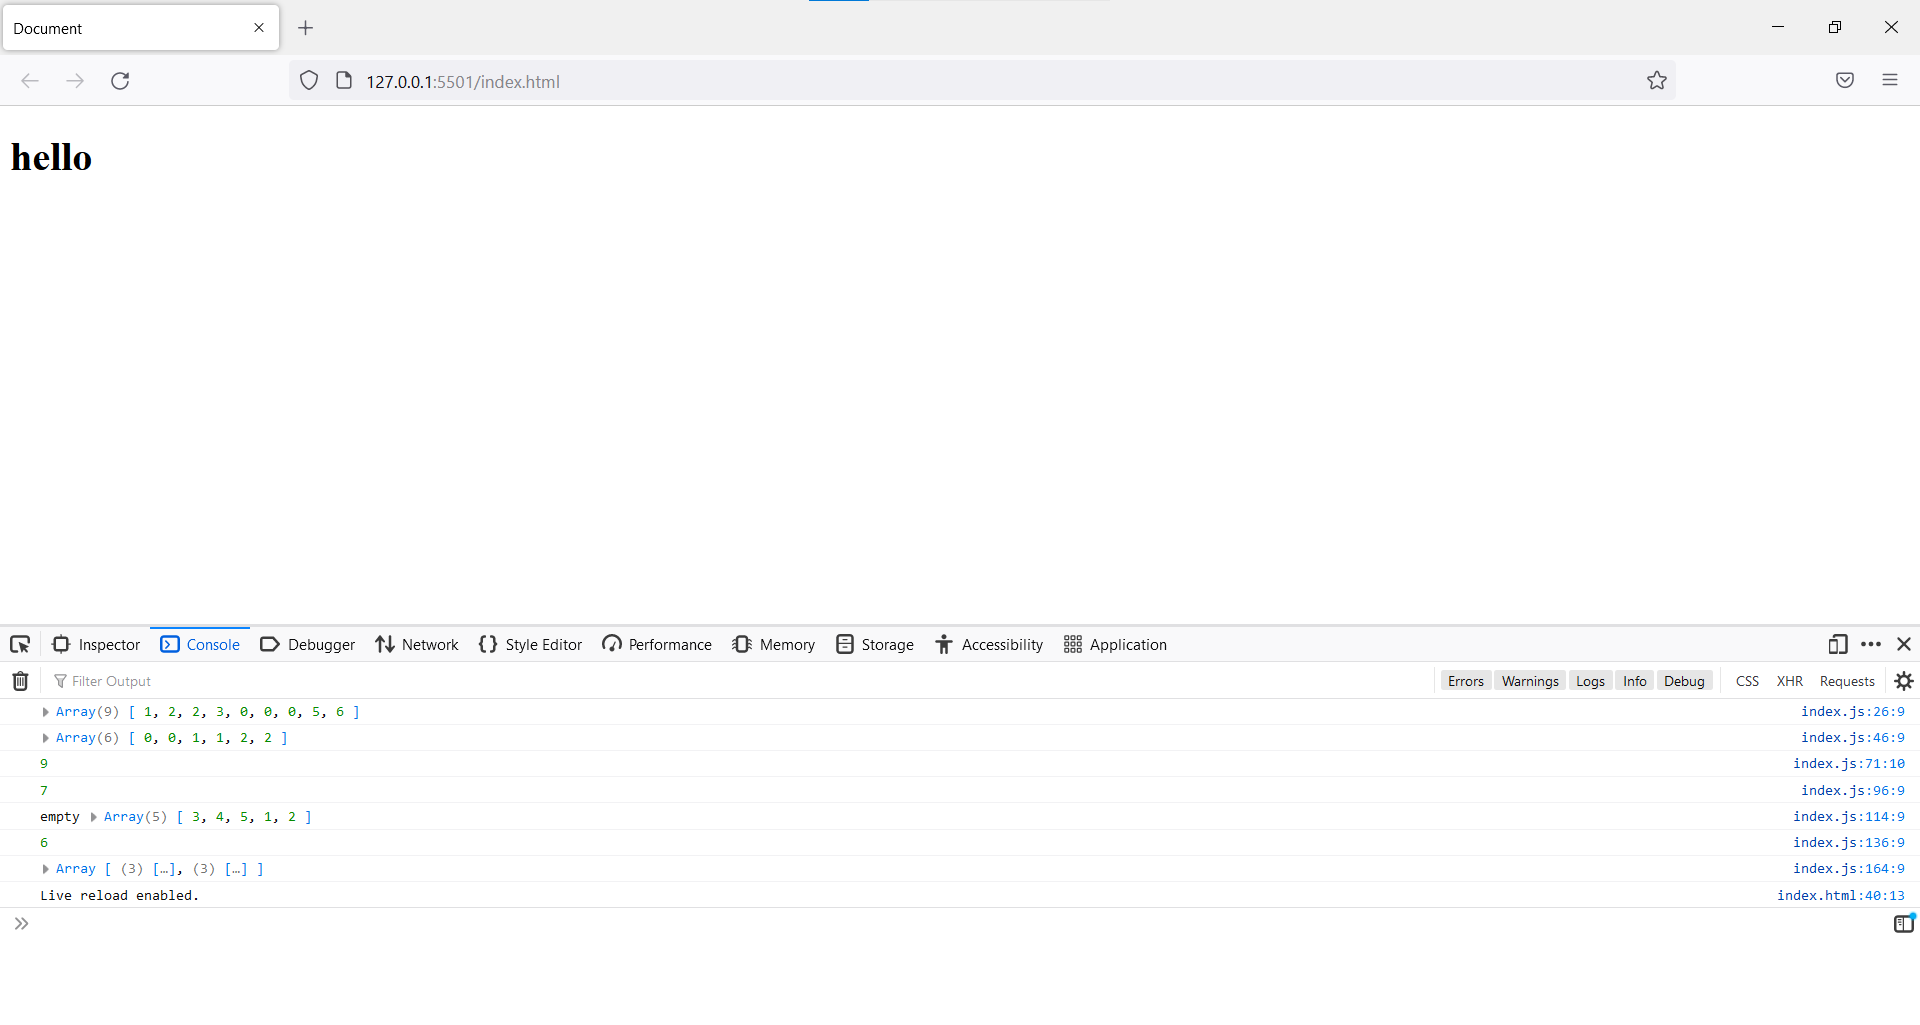 Document
127.0.0.1:5501/index.html
hello
Inspector Console Debugger Network Style Editor Performance Memory Storage Accessibility Application
Filter Output Errors Warnings Logs Info Debug CSS XHR Requests
Array(9) [ 1, 2, 2, 3, 0, 0, 0, 5, 6 ] index.js:26:9
Array(6) [ 0, 0, 1, 1, 2, 2 ] index.js:46:9
9 index.js:71:10
7 index.js:96:9
empty Array(5) [ 3, 4, 5, 1, 2 ] index.js:114:9
6 index.js:136:9
Array [ (3) […], (3) […] ] index.js:164:9
Live reload enabled. index.html:40:13